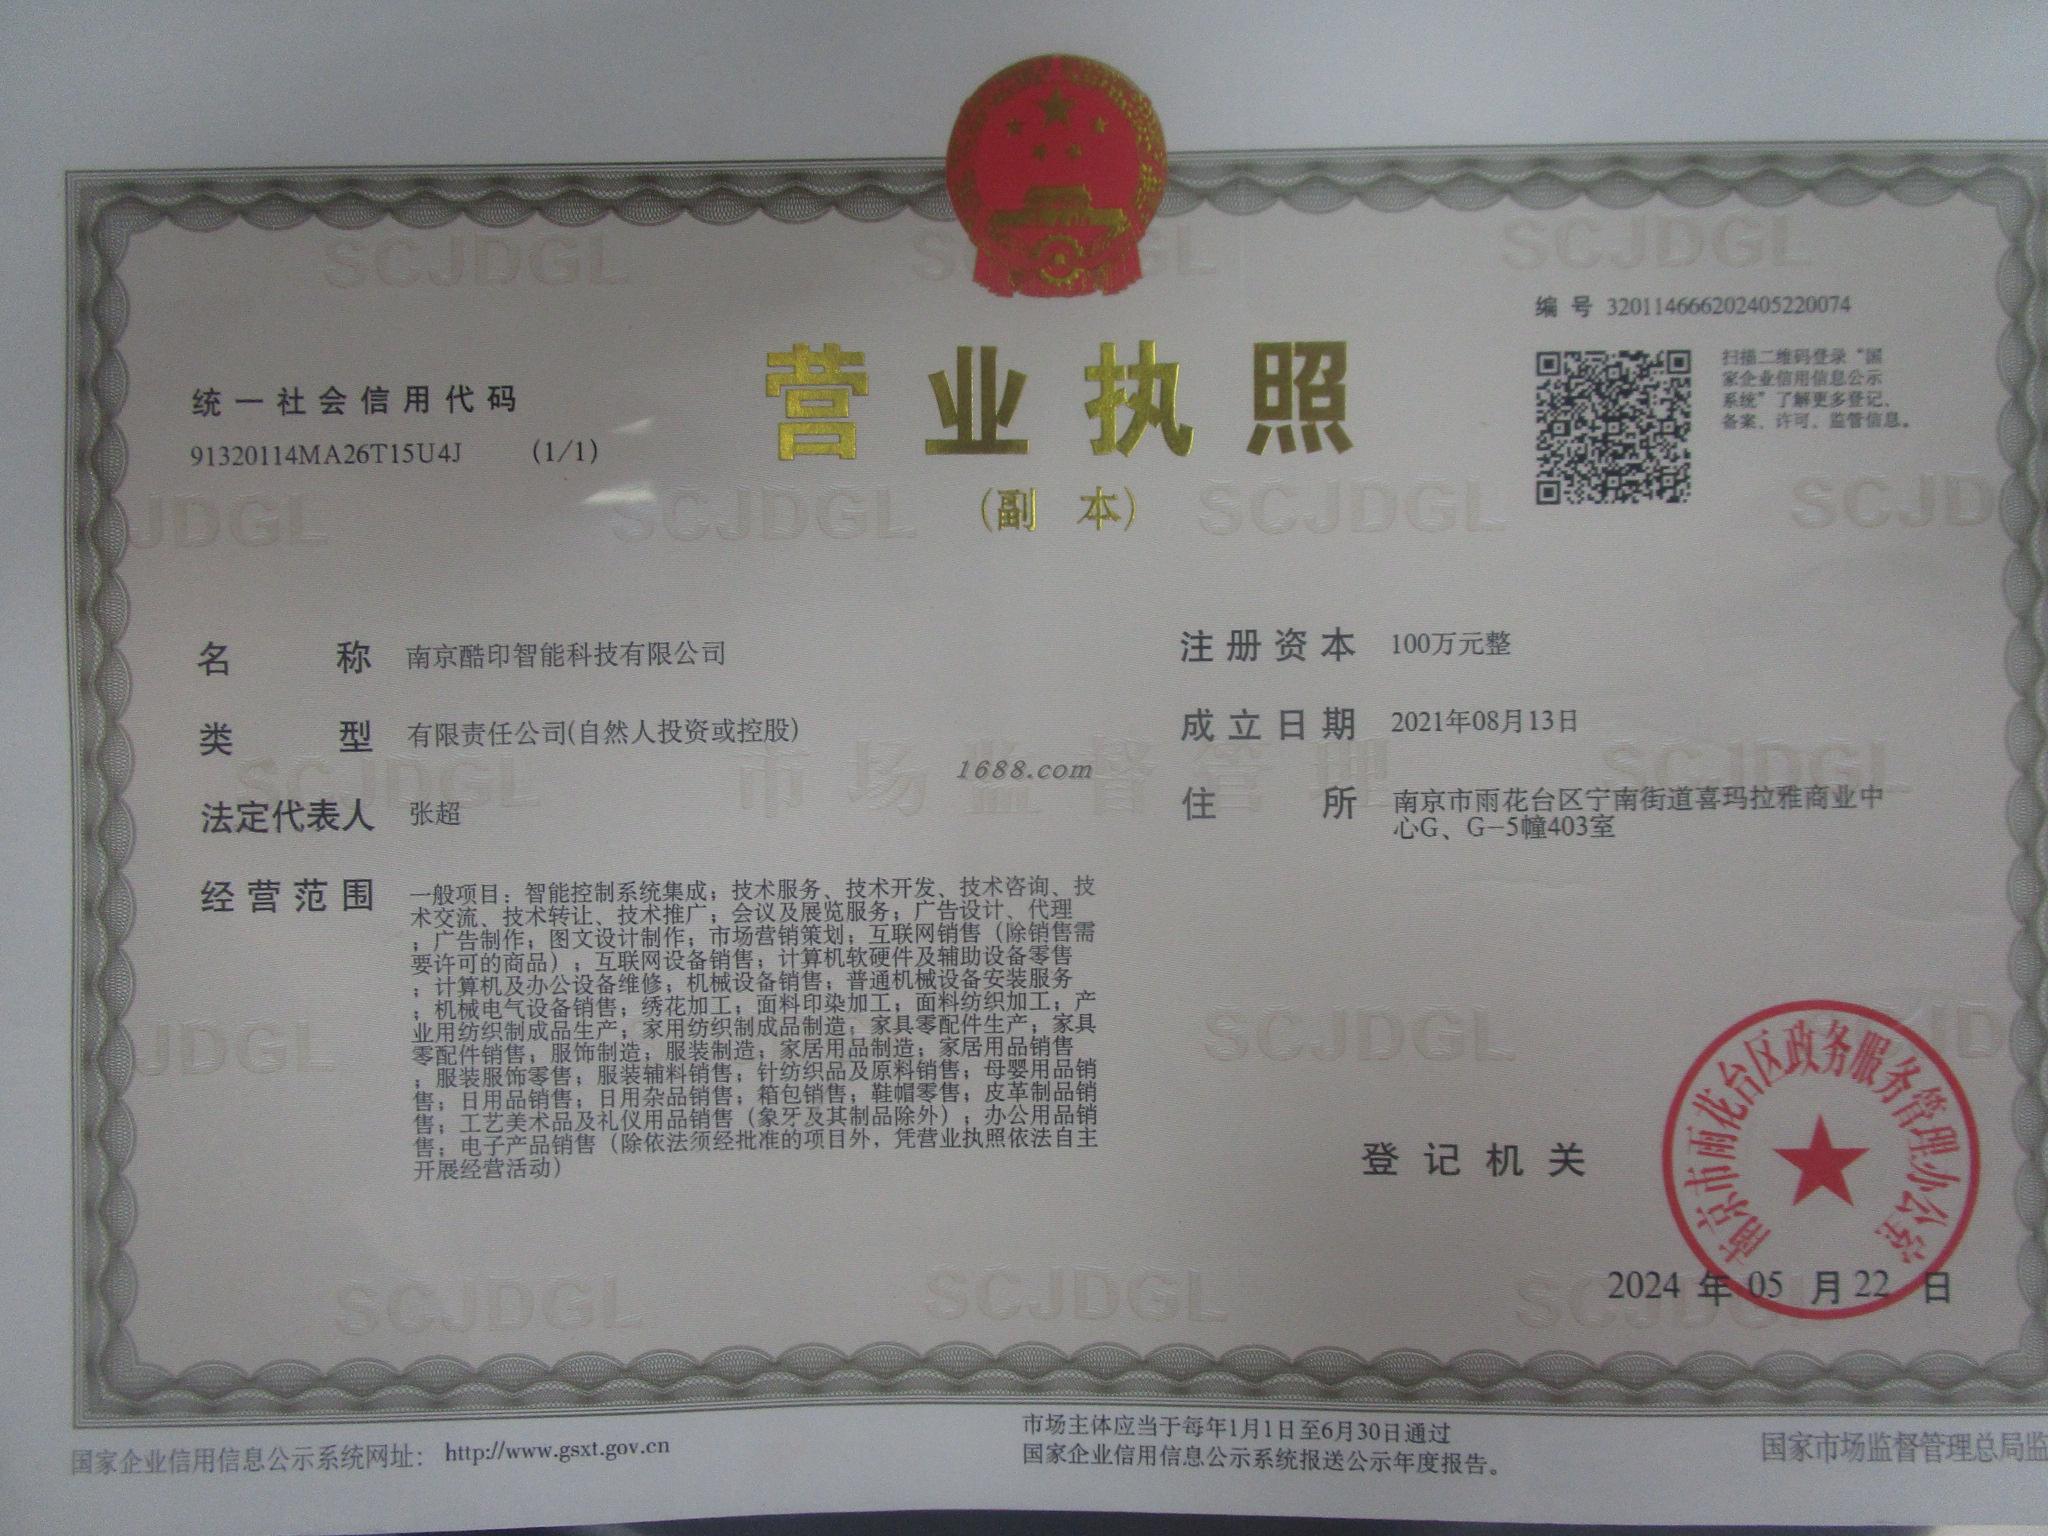 编号 320114666202405220074
扫描二维码登录“国
家企业信用信息公示
系统”了解更多登记、
备案、许可、监管信息。
统一社会信用代码
91320114MA26T15U4J (1/1)
营业执照
(副 本)
名称 南京酷印智能科技有限公司
类型 有限责任公司(自然人投资或控股)
法定代表人 张超
经营范围 一般项目：智能控制系统集成；技术服务、技术开发、技术咨询、技
术交流、技术转让、技术推广；会议及展览服务；广告设计、代理
；广告制作；图文设计制作；市场营销策划；互联网销售（除销售需
要许可的商品）；互联网设备销售；计算机软硬件及辅助设备零售
；计算机及办公设备维修；机械设备销售；普通机械设备安装服务
；机械电气设备销售；绣花加工；面料印染加工；面料纺织加工；产
业用纺织制成品生产；家用纺织制成品制造；家具零配件生产；家具
零配件销售；服饰制造；服装制造；家居用品制造；家居用品销售
；服装服饰零售；服装辅料销售；针纺织品及原料销售；母婴用品销
售；日用品销售；日用杂品销售；箱包销售；鞋帽零售；皮革制品销
售；工艺美术品及礼仪用品销售（象牙及其制品除外）；办公用品销
售；电子产品销售（除依法须经批准的项目外，凭营业执照依法自主
开展经营活动）
注册资本 100万元整
成立日期 2021年08月13日
住所 南京市雨花台区宁南街道喜玛拉雅商业中
心G、G-5幢403室
1688.com
市场监督管理
SCJDGL
登记机关
南京市雨花台区政务服务管理办公室
2024 年 05 月 22 日
国家企业信用信息公示系统网址： http://www.gsxt.gov.cn
市场主体应当于每年1月1日至6月30日通过
国家企业信用信息公示系统报送公示年度报告。
国家市场监督管理总局监